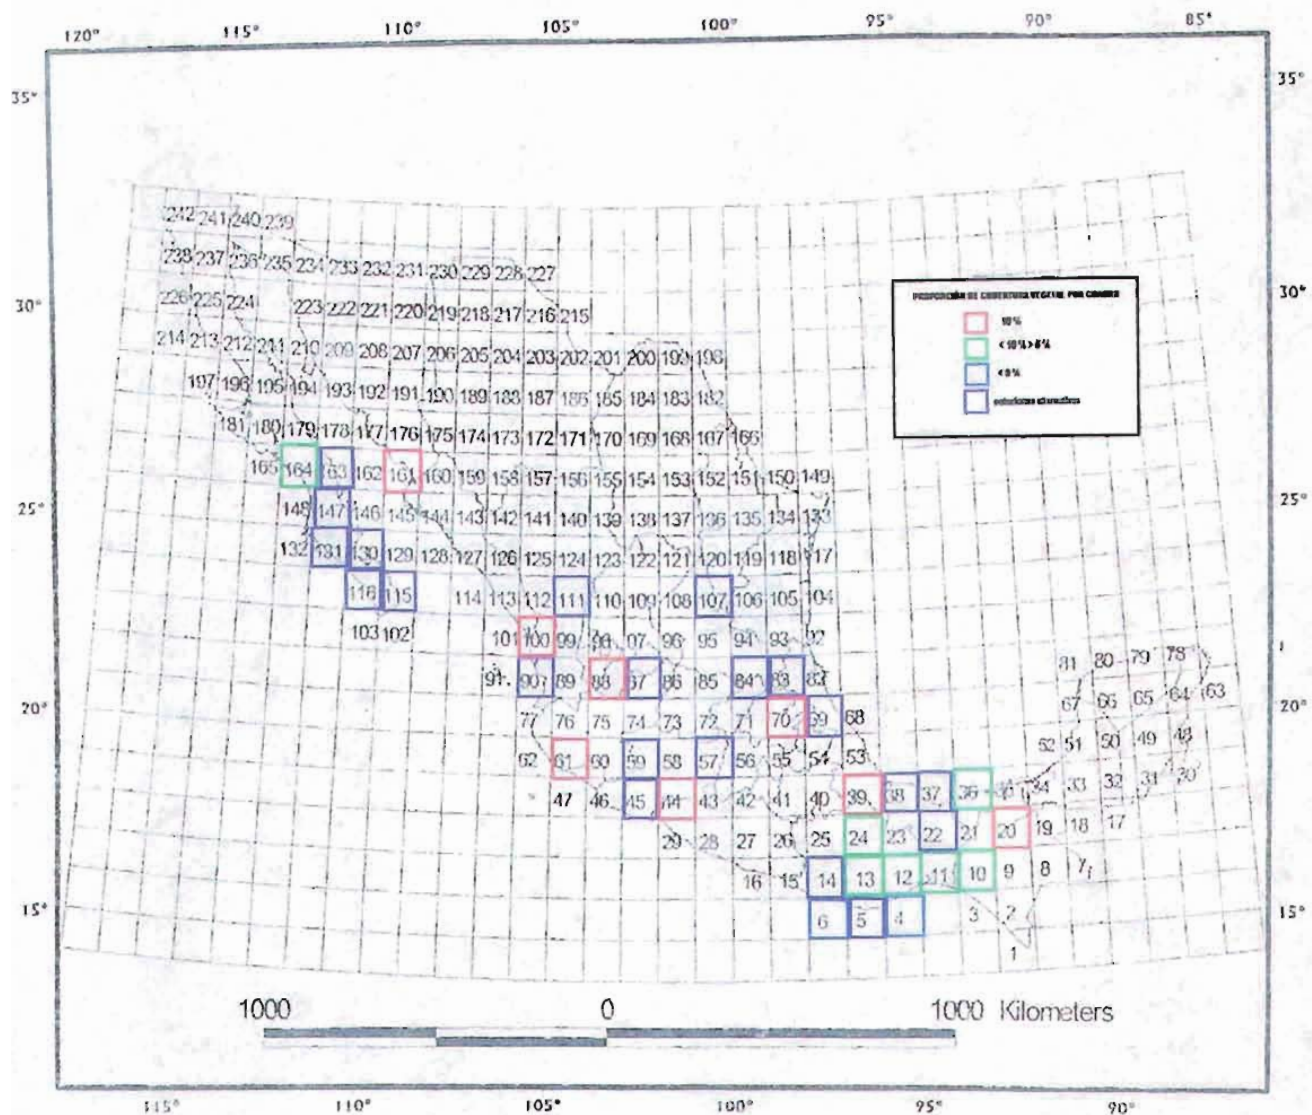 120° 115° 110° 105° 100° 95° 90° 85°
35° 35°
242 241 240 239
238 237 236 235 234 233 232 231 230 229 228 227
30° 30°
226 225 224 223 222 221 220 219 218 217 216 215
214 213 212 211 210 209 208 207 206 205 204 203 202 201 200 199 198
197 196 195 194 193 192 191 190 189 188 187 186 185 184 183 182
181 180 179 178 177 176 175 174 173 172 171 170 169 168 167 166
165 164 163 162 161 160 159 158 157 156 155 154 153 152 151 150 149
25° 25°
148 147 146 145 144 143 142 141 140 139 138 137 136 135 134 133
132 131 130 129 128 127 126 125 124 123 122 121 120 119 118 117
116 115 114 113 112 111 110 109 108 107 106 105 104
103 102 101 100 99 98 97 96 95 94 93 92
91 90 89 88 87 86 85 84 83 82 81 80 79 78
20° 20°
77 76 75 74 73 72 71 70 69 68 67 66 65 64 63
62 61 60 59 58 57 56 55 54 53 52 51 50 49 48
47 46 45 44 43 42 41 40 39 38 37 36 35 34 33 32 31 30
29 28 27 26 25 24 23 22 21 20 19 18 17
16 15 14 13 12 11 10 9 8 7
15° 15°
6 5 4 3 2
1
PROPORCIÓN DE COBERTURA VEGETAL POR CUADRO
10%
< 10% > 8%
< 8%
1000 0 1000 Kilometers
115° 110° 105° 100° 95° 90°